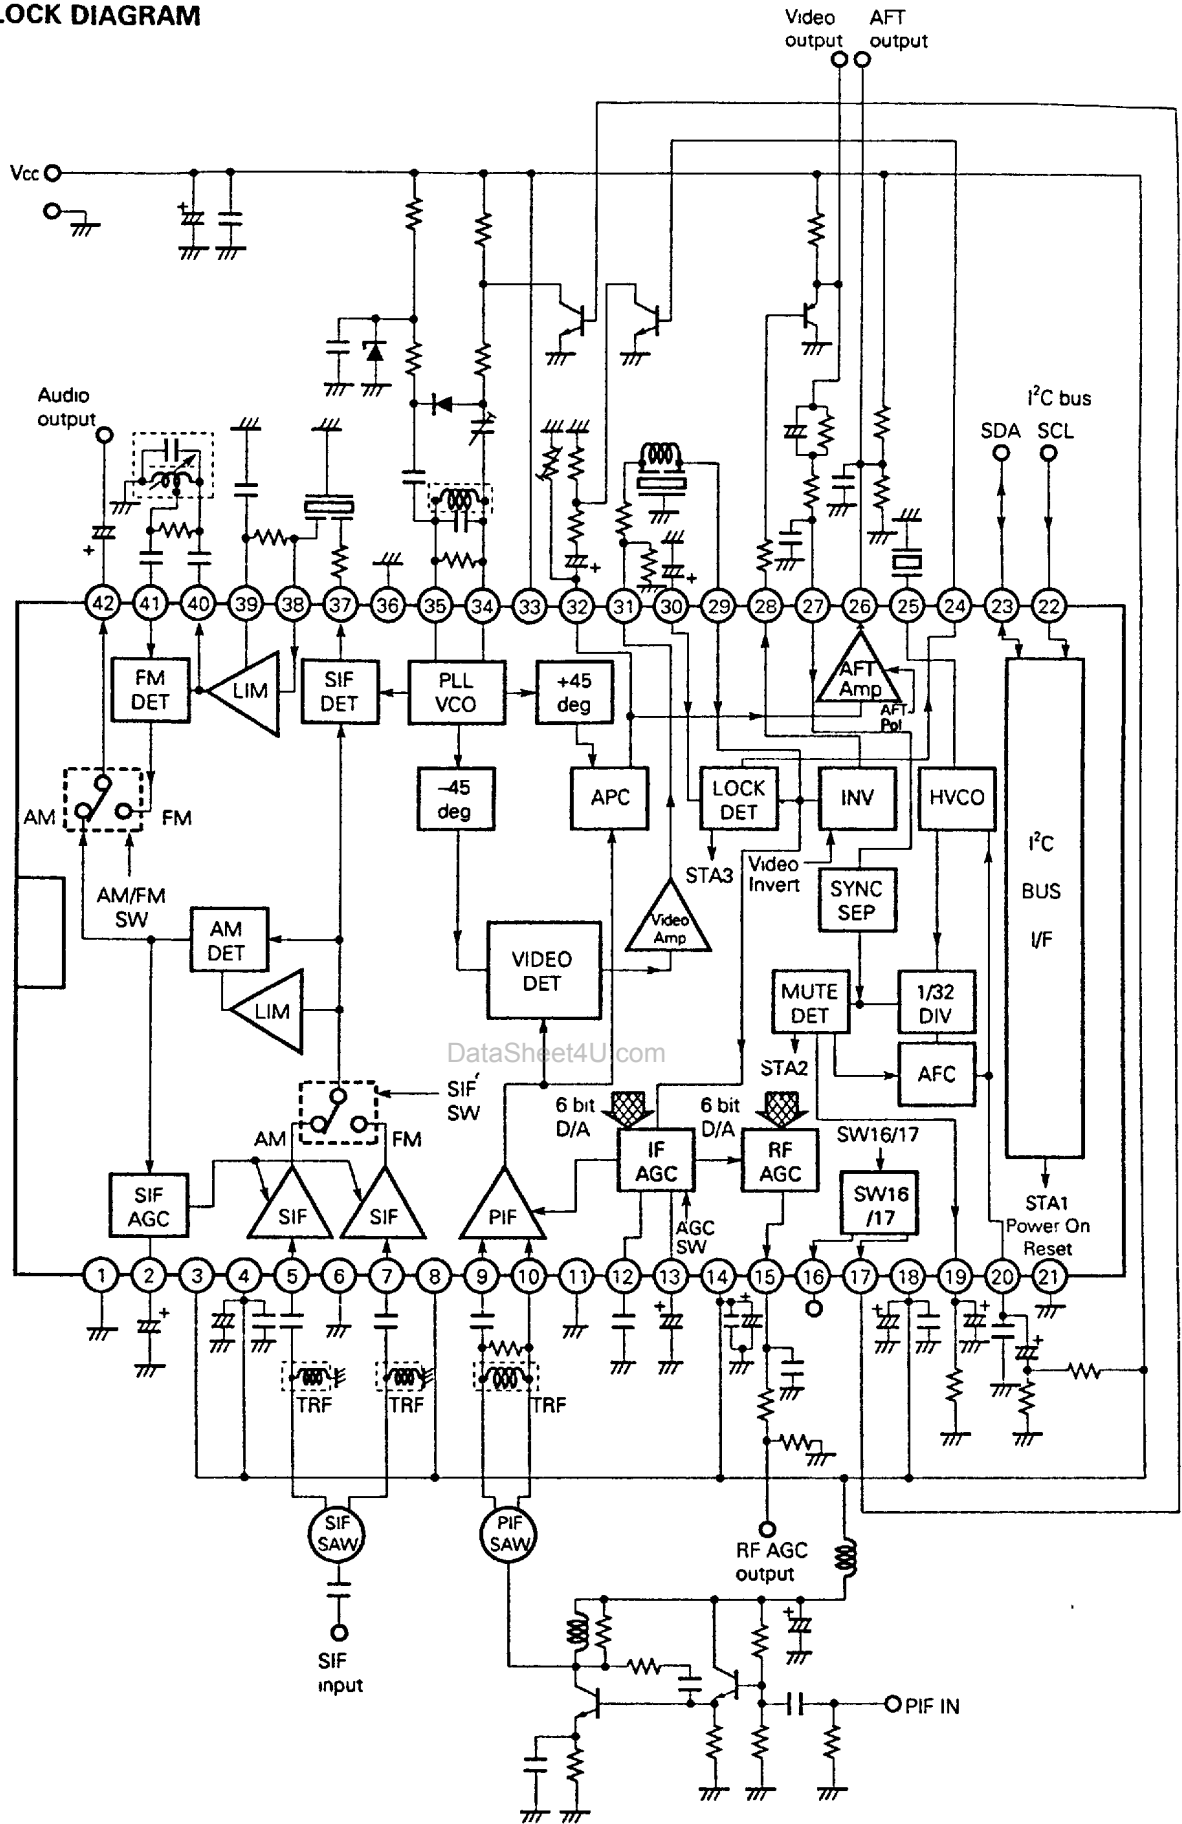 LOCK DIAGRAM
Video output
AFT output
Vcc
Audio output
I²C bus
SDA
SCL
42
41
40
39
38
37
36
35
34
33
32
31
30
29
28
27
26
25
24
23
22
FM DET
LIM
SIF DET
PLL VCO
+45 deg
AFT Amp
AFT Pol
-45 deg
APC
LOCK DET
INV
HVCO
AM
FM
AM/FM SW
STA3
Video Invert
SYNC SEP
I²C BUS I/F
AM DET
LIM
VIDEO DET
Video Amp
MUTE DET
1/32 DIV
DataSheet4U.com
STA2
AFC
SIF SW
AM
FM
6 bit D/A
6 bit D/A
IF AGC
RF AGC
SW16/17
SW16 /17
STA1
Power On Reset
SIF AGC
SIF
SIF
PIF
AGC SW
1
2
3
4
5
6
7
8
9
10
11
12
13
14
15
16
17
18
19
20
21
TRF
TRF
TRF
SIF SAW
PIF SAW
RF AGC output
SIF input
PIF IN